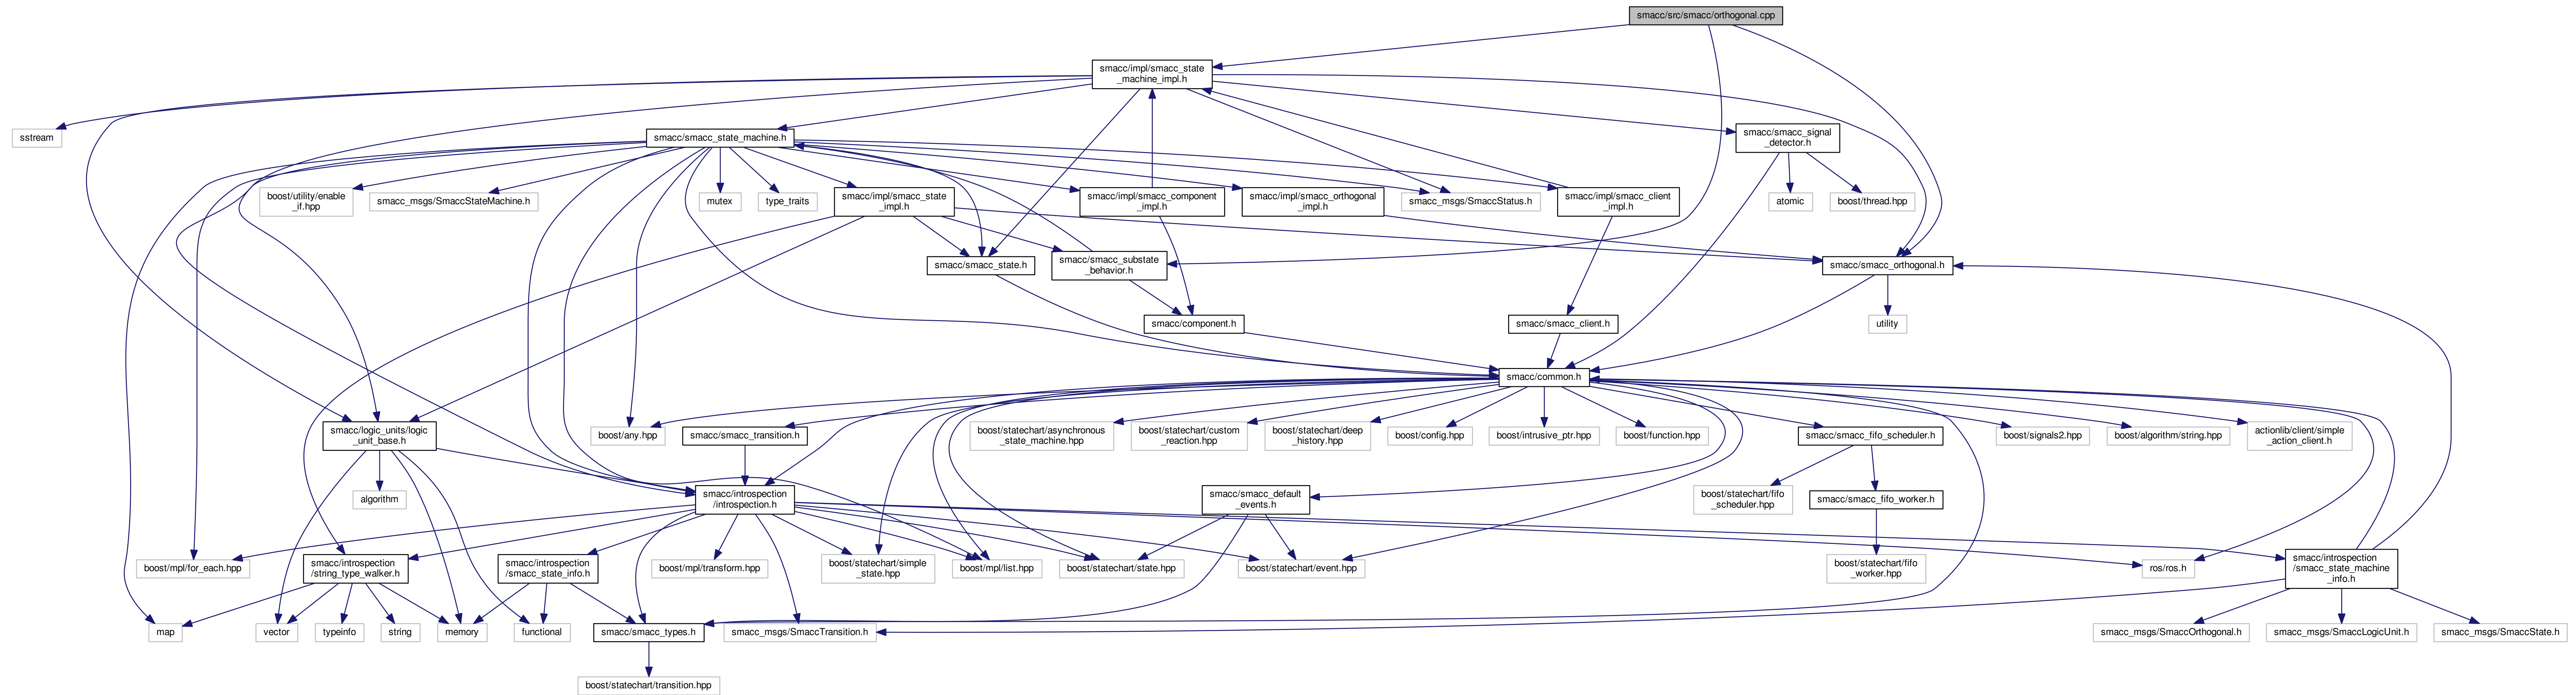 smacc/src/smacc/orthogonal.cpp
smacc/impl/smacc_state
_machine_impl.h
sstream
smacc/smacc_state_machine.h
smacc/smacc_signal
_detector.h
boost/utility/enable
_if.hpp
smacc_msgs/SmaccStateMachine.h
mutex
type_traits
smacc/impl/smacc_state
_impl.h
smacc/impl/smacc_component
_impl.h
smacc/impl/smacc_orthogonal
_impl.h
smacc_msgs/SmaccStatus.h
smacc/impl/smacc_client
_impl.h
atomic
boost/thread.hpp
smacc/smacc_state.h
smacc/smacc_substate
_behavior.h
smacc/smacc_orthogonal.h
smacc/component.h
smacc/smacc_client.h
utility
smacc/common.h
smacc/logic_units/logic
_unit_base.h
boost/any.hpp
smacc/smacc_transition.h
boost/statechart/asynchronous
_state_machine.hpp
boost/statechart/custom
_reaction.hpp
boost/statechart/deep
_history.hpp
boost/config.hpp
boost/intrusive_ptr.hpp
boost/function.hpp
smacc/smacc_fifo_scheduler.h
boost/signals2.hpp
boost/algorithm/string.hpp
actionlib/client/simple
_action_client.h
algorithm
smacc/introspection
/introspection.h
smacc/smacc_default
_events.h
boost/statechart/fifo
_scheduler.hpp
smacc/smacc_fifo_worker.h
boost/mpl/for_each.hpp
smacc/introspection
/string_type_walker.h
smacc/introspection
/smacc_state_info.h
boost/mpl/transform.hpp
boost/statechart/simple
_state.hpp
boost/mpl/list.hpp
boost/statechart/state.hpp
boost/statechart/event.hpp
boost/statechart/fifo
_worker.hpp
ros/ros.h
smacc/introspection
/smacc_state_machine
_info.h
map
vector
typeinfo
string
memory
functional
smacc/smacc_types.h
smacc_msgs/SmaccTransition.h
smacc_msgs/SmaccOrthogonal.h
smacc_msgs/SmaccLogicUnit.h
smacc_msgs/SmaccState.h
boost/statechart/transition.hpp